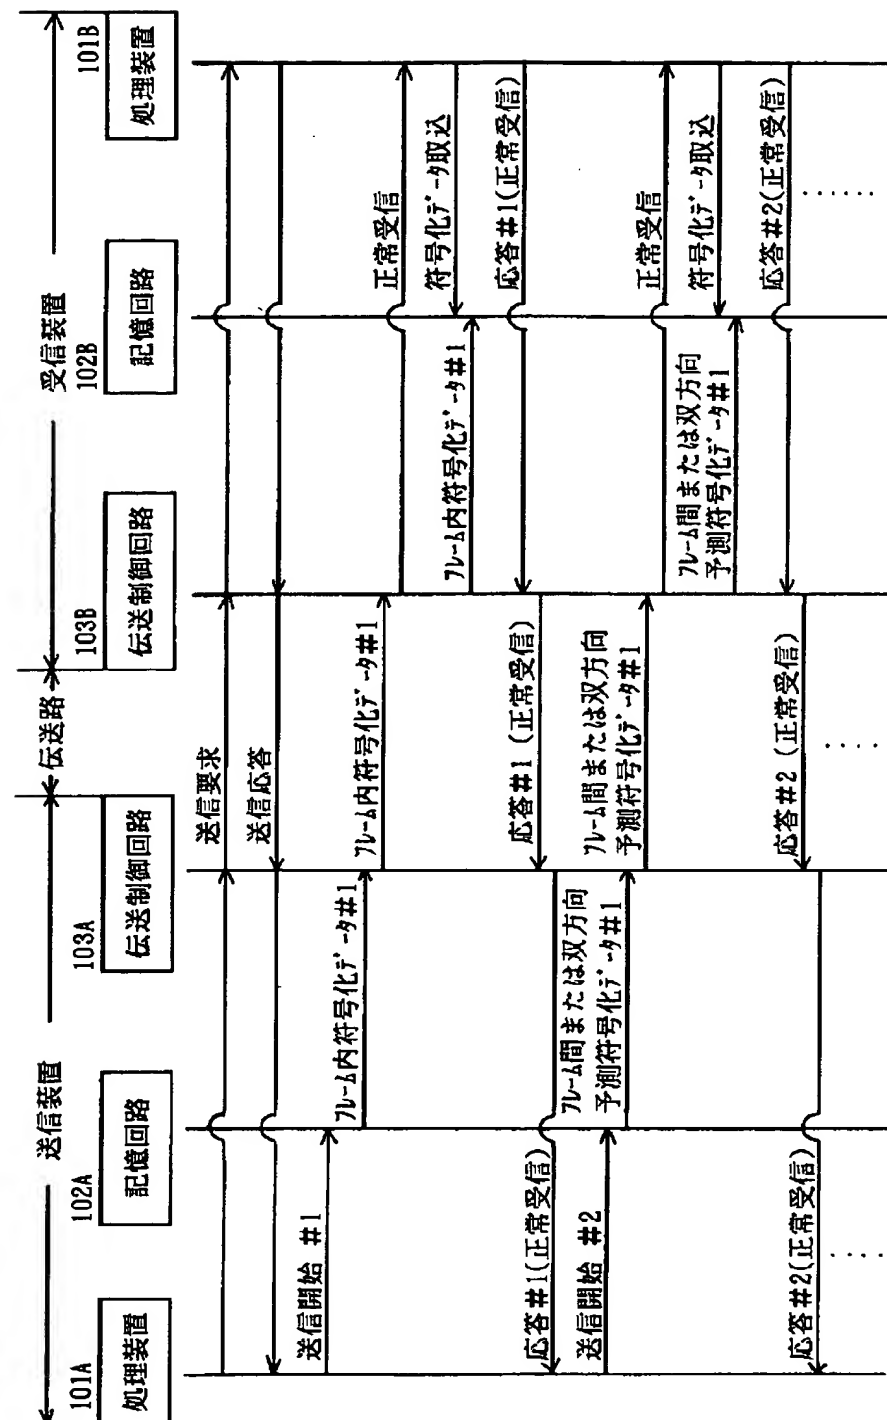 送信装置
伝送路
受信装置
101A
処理装置
102A
記憶回路
103A
伝送制御回路
103B
伝送制御回路
102B
記憶回路
101B
処理装置
送信要求
送信応答
送信開始 #1
フレーム内符号化データ#1
フレーム内符号化データ#1
正常受信
フレーム内符号化データ#1
符号化データ取込
応答#1(正常受信)
応答#1 (正常受信)
応答#1(正常受信)
送信開始 #2
フレーム間または双方向
予測符号化データ#1
フレーム間または双方向
予測符号化データ#1
正常受信
フレーム間または双方向
予測符号化データ#1
符号化データ取込
応答#2(正常受信)
応答#2 (正常受信)
応答#2(正常受信)
.....
.....
......